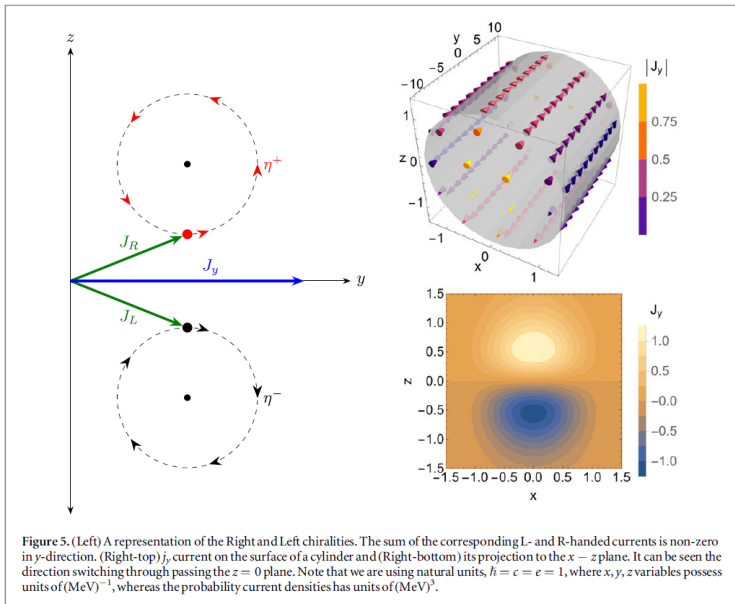 z
η+
J_R
J_y
y
J_L
η−
y
10
5
0
−5
−10
|J_y|
0.75
0.5
0.25
1
z 0
−1
−1
0
x
1
1.5
1.0
0.5
z
0.0
−0.5
−1.0
−1.5
−1.5 −1.0 −0.5 0.0 0.5 1.0 1.5
x
J_y
1.0
0.5
-0.0
−0.5
−1.0
Figure 5. (Left) A representation of the Right and Left chiralities. The sum of the corresponding L- and R-handed currents is non-zero
in y-direction. (Right-top) j_y current on the surface of a cylinder and (Right-bottom) its projection to the x − z plane. It can be seen the
direction switching through passing the z = 0 plane. Note that we are using natural units, ℏ = c = e = 1, where x, y, z variables possess
units of (MeV)^−1, whereas the probability current densities has units of (MeV)^3.